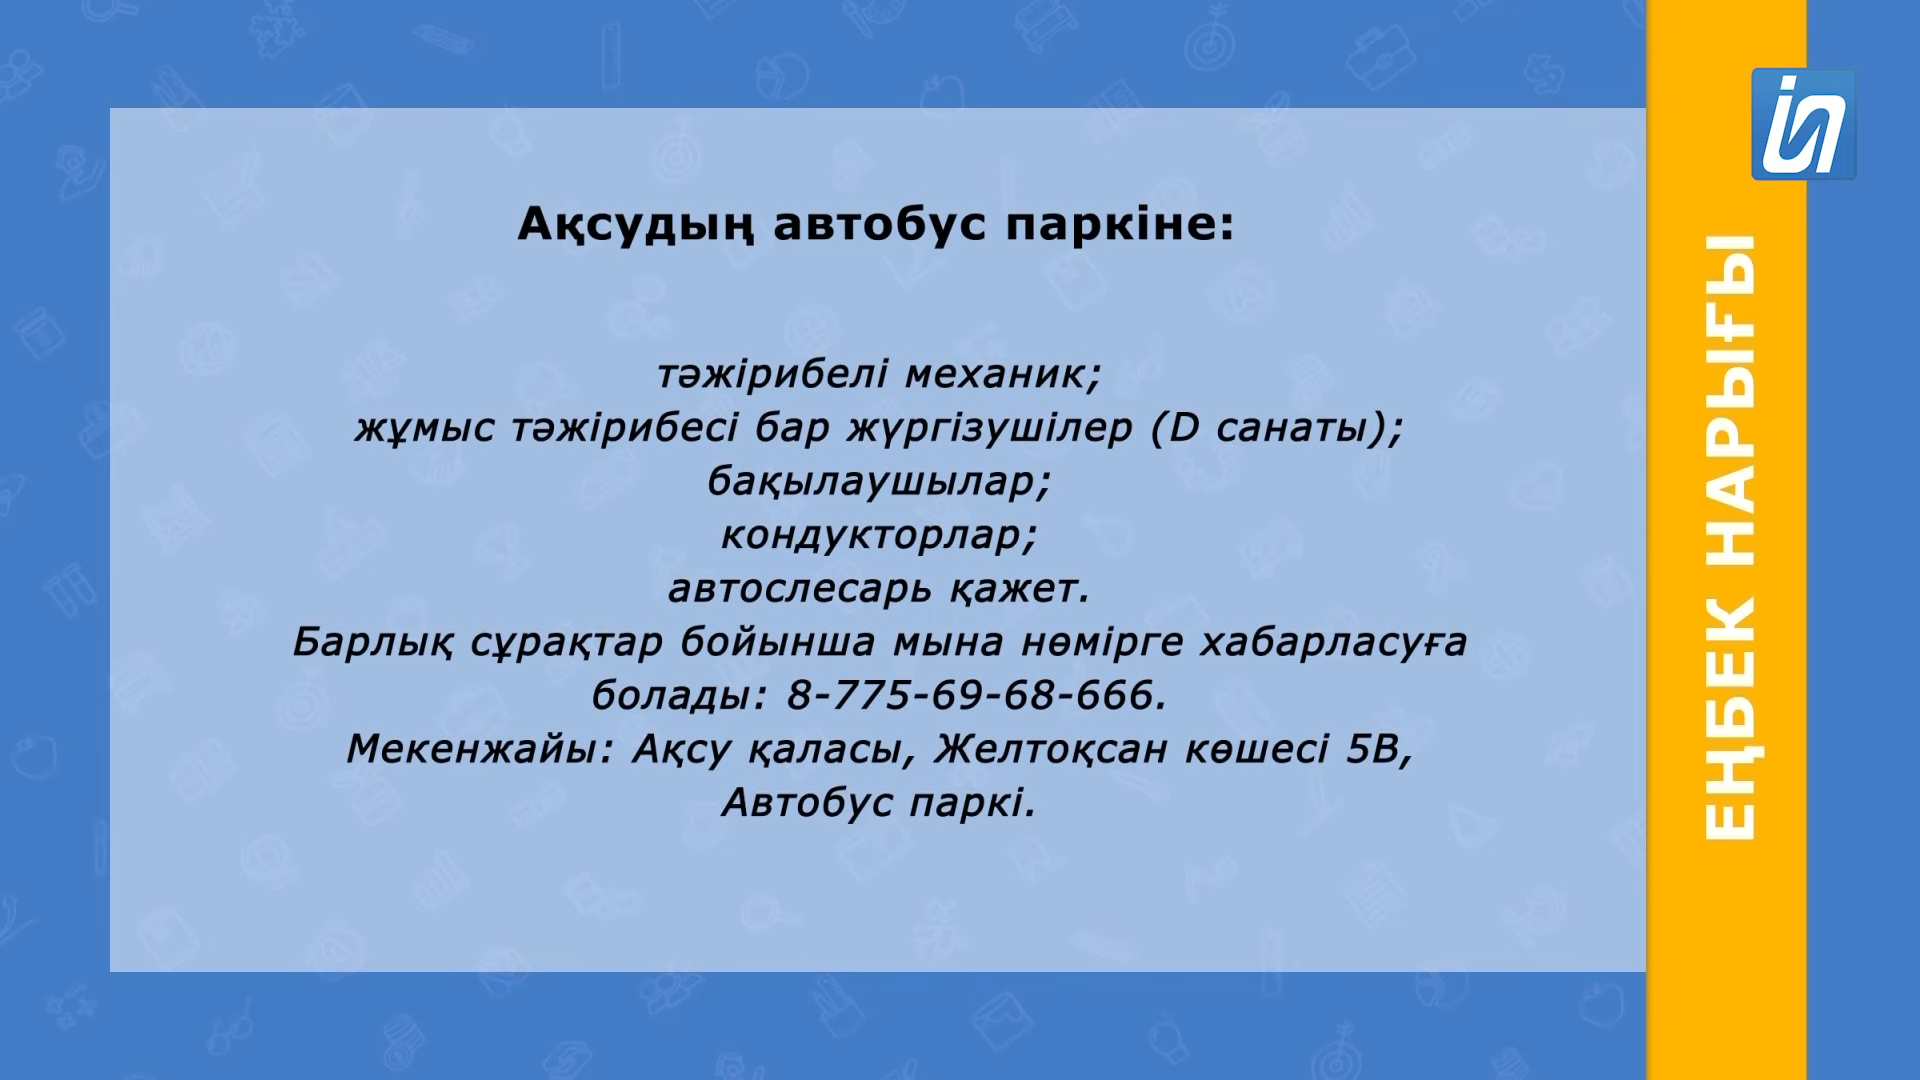 Ақсудың автобус паркіне:
тәжірибелі механик;
жұмыс тәжірибесі бар жүргізушілер (D санаты);
бақылаушылар;
кондукторлар;
автослесарь қажет.
Барлық сұрақтар бойынша мына нөмірге хабарласуға
болады: 8-775-69-68-666.
Мекенжайы: Ақсу қаласы, Желтоқсан көшесі 5В,
Автобус паркі.
ЕҢБЕК НАРЫҒЫ